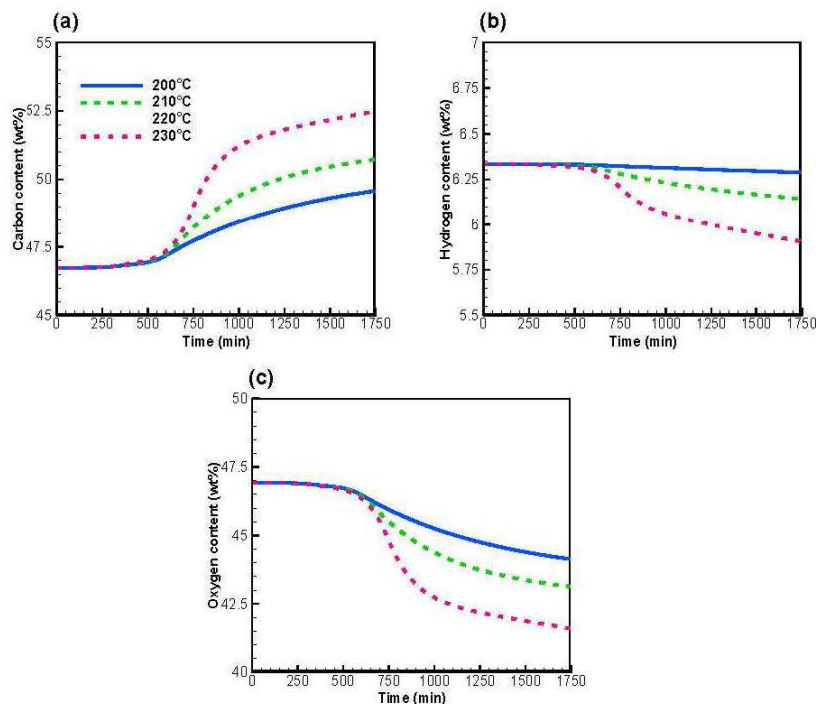 (a)
55
52.5
50
47.5
45
Carbon content (wt%)
200°C
210°C
220°C
230°C
0 250 500 750 1000 1250 1500 1750
Time (min)
(b)
7
6.75
6.5
6.25
6
5.75
5.5
Hydrogen content (wt%)
0 250 500 750 1000 1250 1500 1750
Time (min)
(c)
50
47.5
45
42.5
40
Oxygen content (wt%)
0 250 500 750 1000 1250 1500 1750
Time (min)